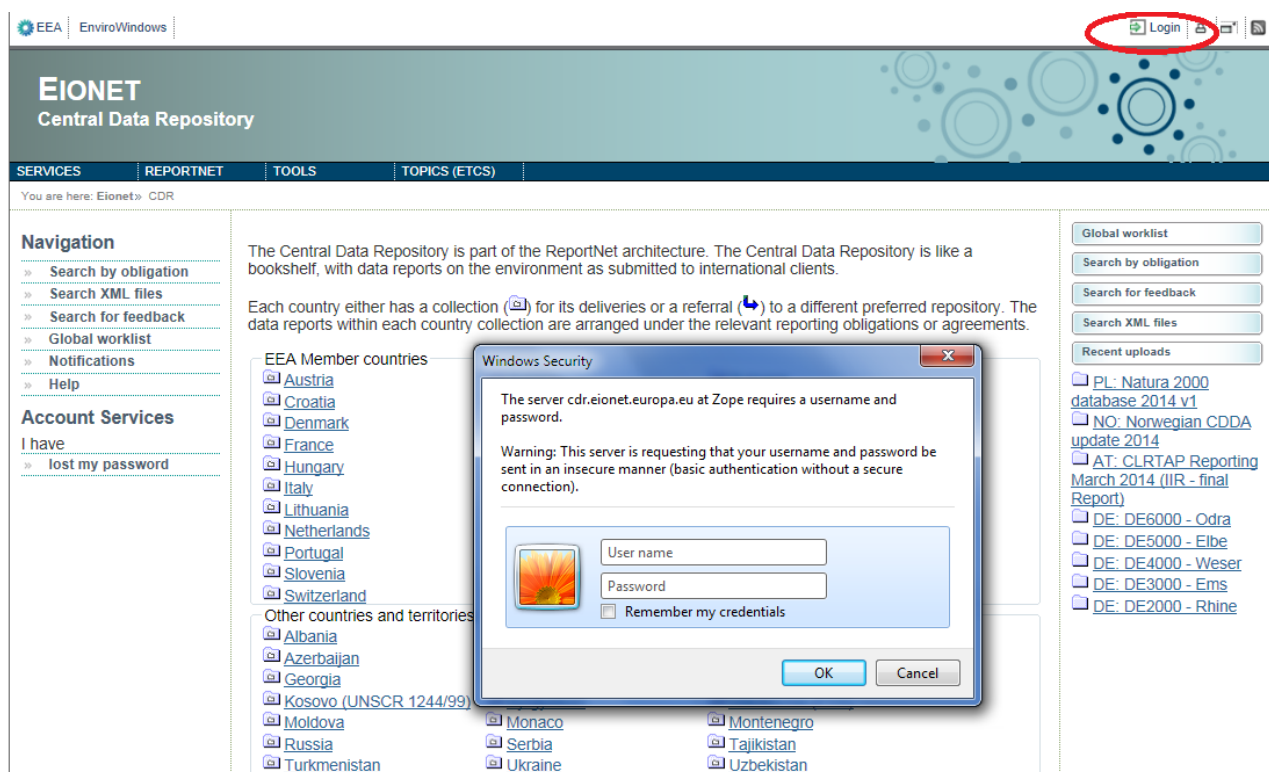 EEA EnviroWindows
Login
EIONET
Central Data Repository
SERVICES REPORTNET TOOLS TOPICS (ETCS)
You are here: Eionet» CDR
Navigation
» Search by obligation
» Search XML files
» Search for feedback
» Global worklist
» Notifications
» Help
Account Services
I have
» lost my password
The Central Data Repository is part of the ReportNet architecture. The Central Data Repository is like a
bookshelf, with data reports on the environment as submitted to international clients.
Each country either has a collection () for its deliveries or a referral () to a different preferred repository. The
data reports within each country collection are arranged under the relevant reporting obligations or agreements.
EEA Member countries
Austria
Croatia
Denmark
France
Hungary
Italy
Lithuania
Netherlands
Portugal
Slovenia
Switzerland
Other countries and territories
Albania
Azerbaijan
Georgia
Kosovo (UNSCR 1244/99)
Moldova Monaco Montenegro
Russia Serbia Tajikistan
Turkmenistan Ukraine Uzbekistan
Windows Security
The server cdr.eionet.europa.eu at Zope requires a username and
password.
Warning: This server is requesting that your username and password be
sent in an insecure manner (basic authentication without a secure
connection).
User name
Password
Remember my credentials
OK Cancel
Global worklist
Search by obligation
Search for feedback
Search XML files
Recent uploads
PL: Natura 2000
database 2014 v1
NO: Norwegian CDDA
update 2014
AT: CLRTAP Reporting
March 2014 (IIR - final
Report)
DE: DE6000 - Odra
DE: DE5000 - Elbe
DE: DE4000 - Weser
DE: DE3000 - Ems
DE: DE2000 - Rhine